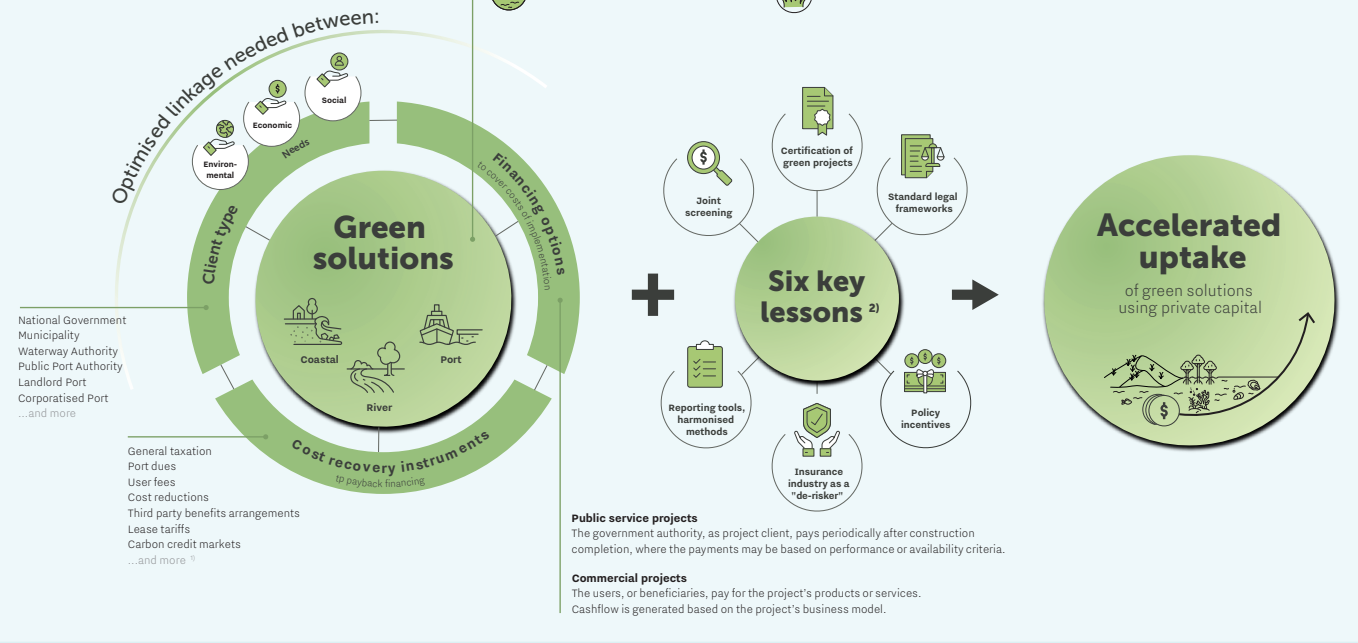 Optimised linkage needed between:
Social
Economic
Environ-
mental
Needs
Client type
Financing options
to cover costs of implementation
Green
solutions
Coastal
Port
River
Cost recovery instruments
tp payback financing
National Government
Municipality
Waterway Authority
Public Port Authority
Landlord Port
Corporatised Port
...and more
General taxation
Port dues
User fees
Cost reductions
Third party benefits arrangements
Lease tariffs
Carbon credit markets
...and more 1)
Certification of
green projects
Joint
screening
Standard legal
frameworks
Six key
lessons 2)
Reporting tools,
harmonised
methods
Policy
incentives
Insurance
industry as a
"de-risker"
Accelerated
uptake
of green solutions
using private capital
Public service projects
The government authority, as project client, pays periodically after construction
completion, where the payments may be based on performance or availability criteria.
Commercial projects
The users, or beneficiaries, pay for the project's products or services.
Cashflow is generated based on the project's business model.